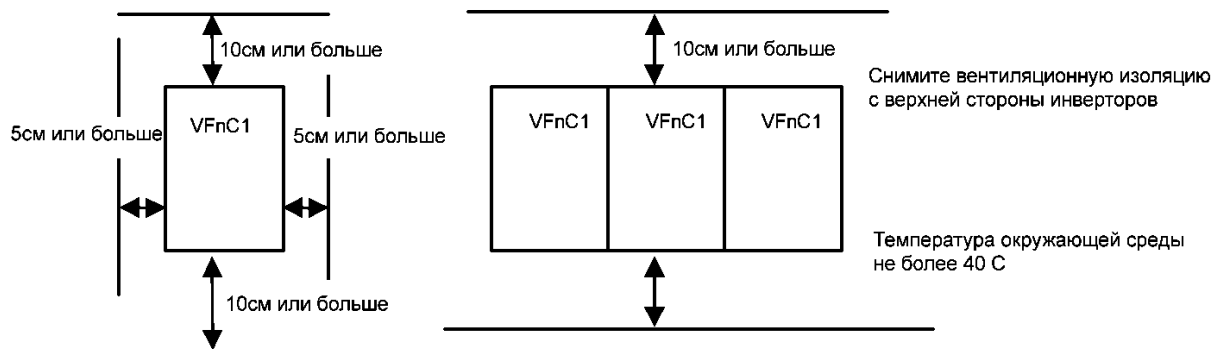 10см или больше
VFnC1
5см или больше
5см или больше
10см или больше
10см или больше
VFnC1
VFnC1
VFnC1
Снимите вентиляционную изоляцию
с верхней стороны инверторов
Температура окружающей среды
не более 40 С